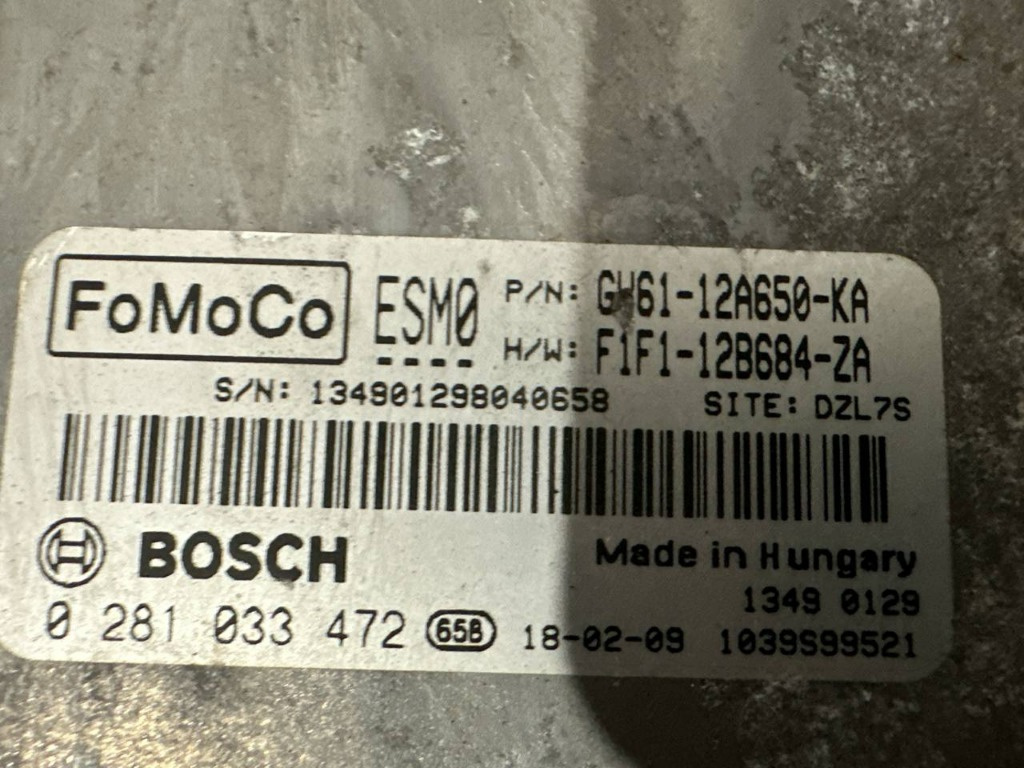 FoMoCo ESM0 P/N: GW61-12A650-KA
---- H/W: F1F1-12B684-ZA
S/N: 134901298040658 SITE: DZL7S
BOSCH Made in Hungary
1349 0129
0 281 033 472 65B 18-02-09 1039S99521